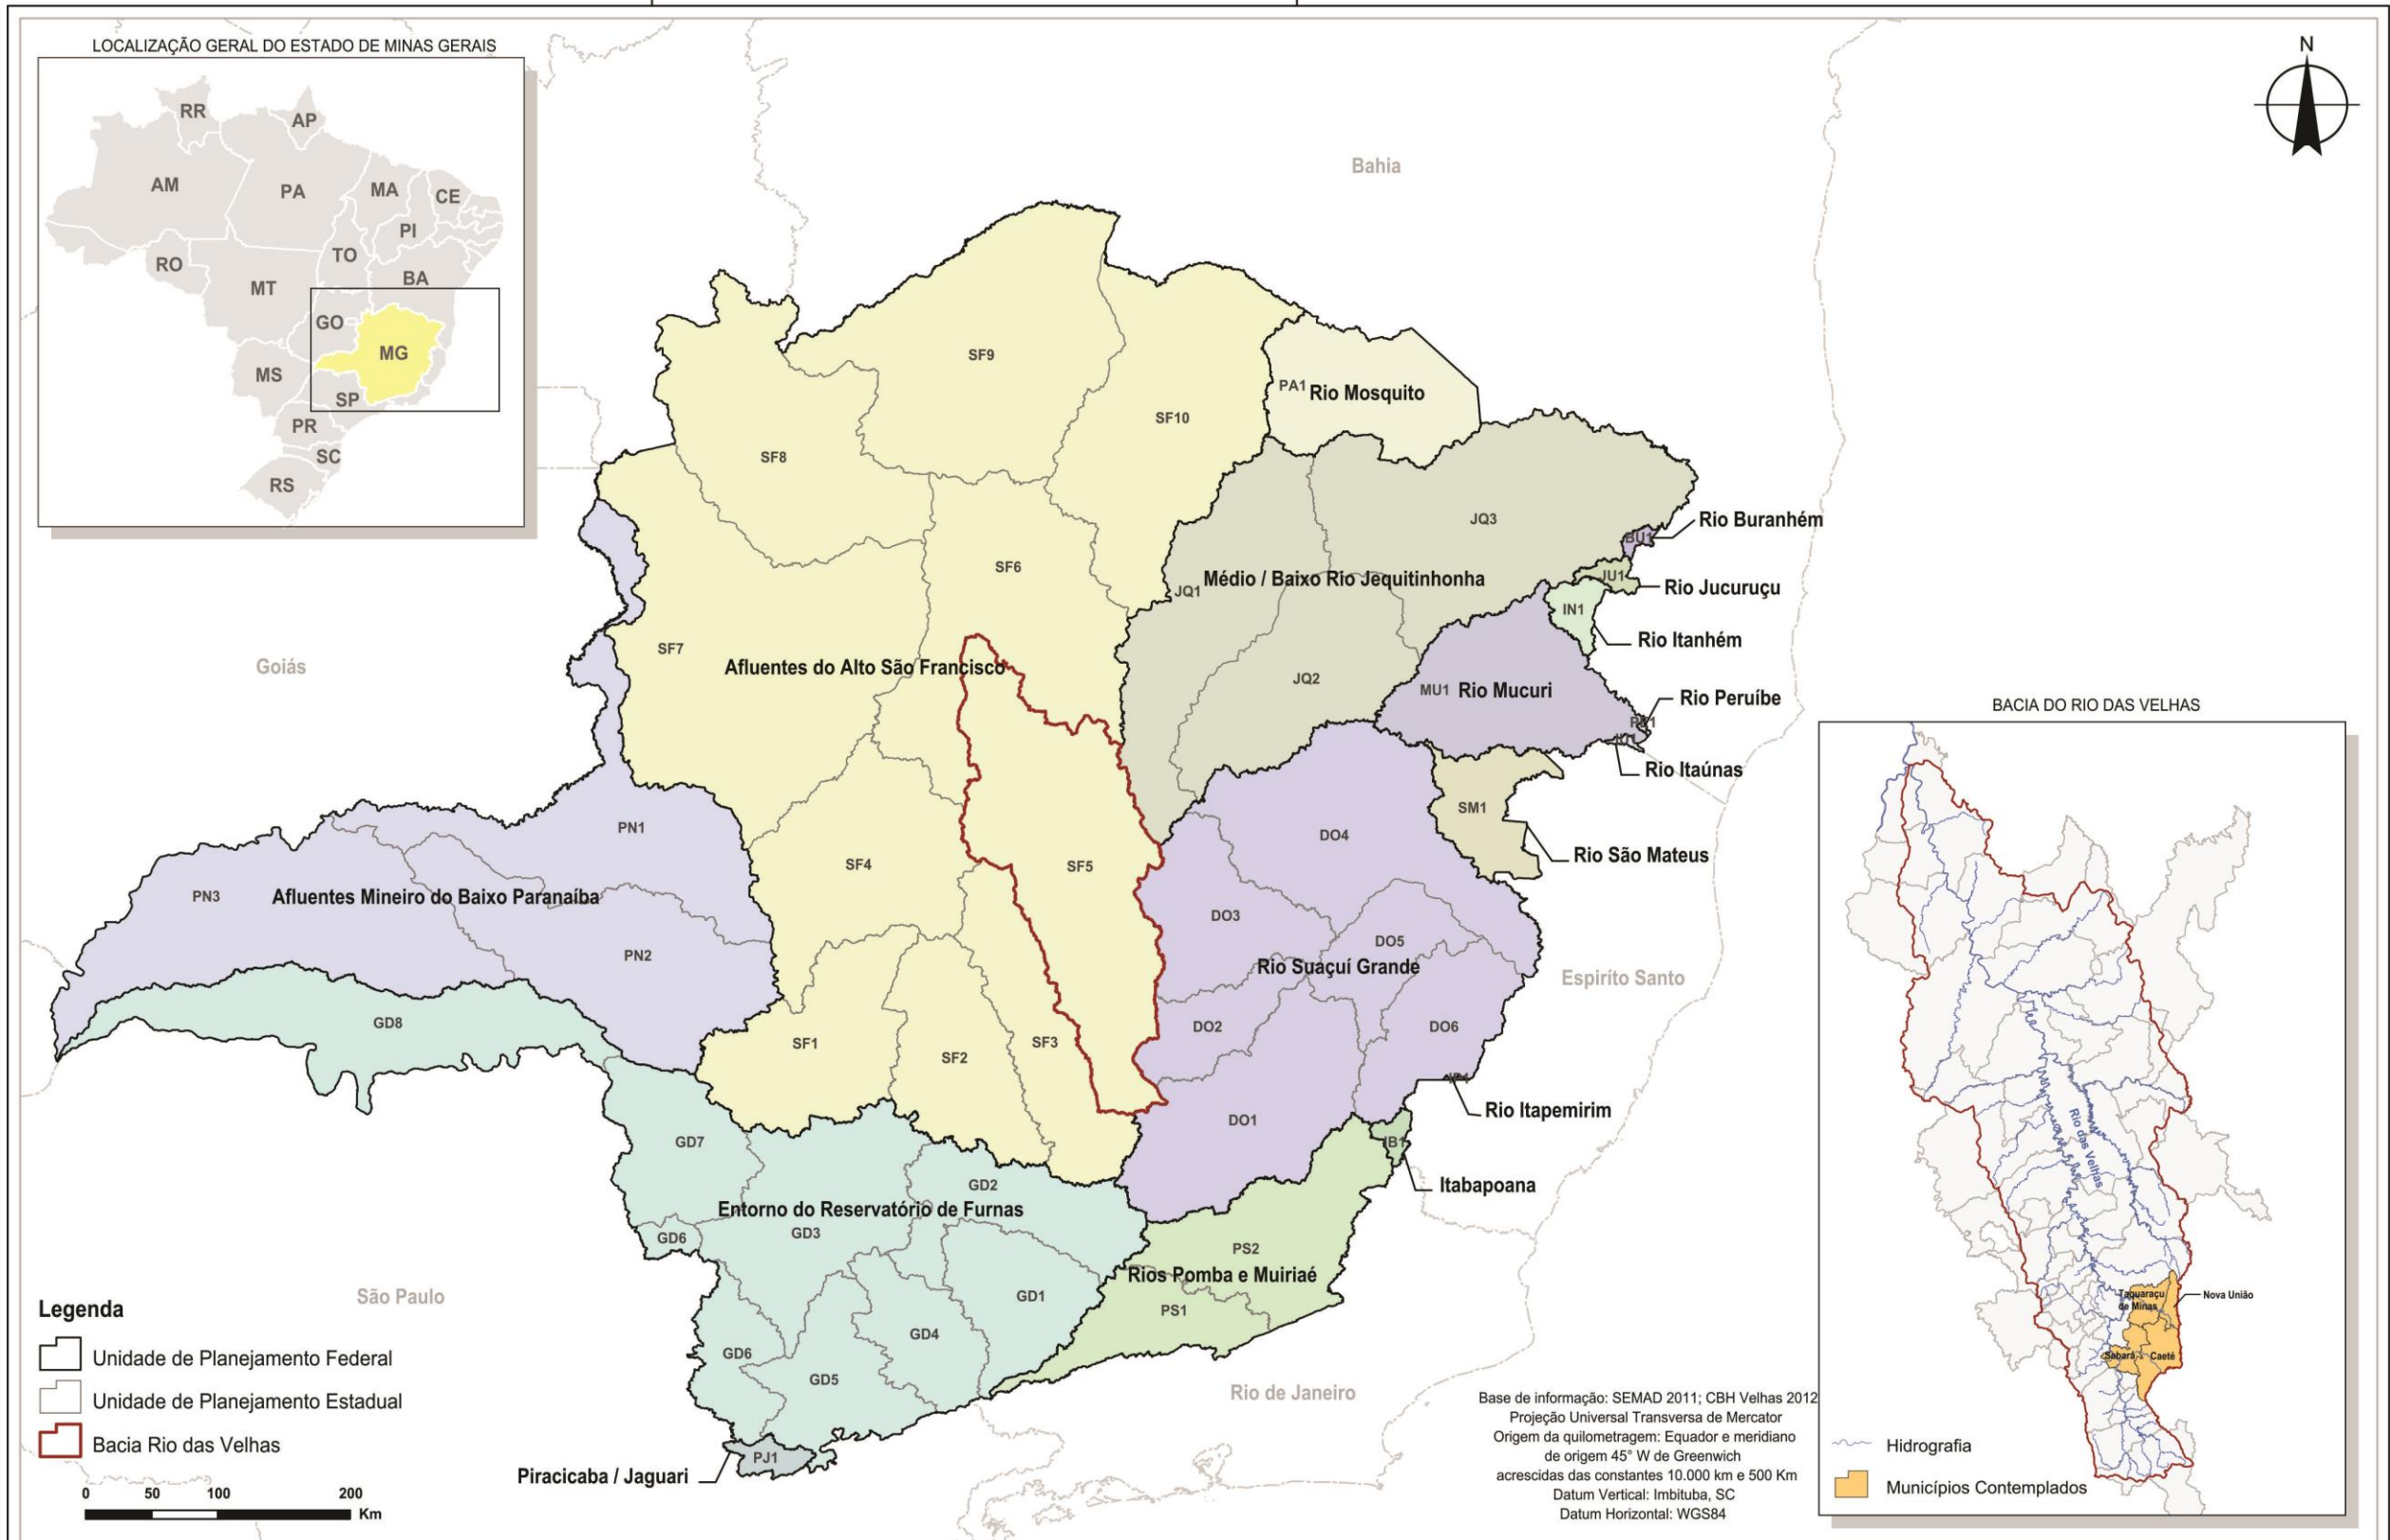 LOCALIZAÇÃO GERAL DO ESTADO DE MINAS GERAIS
RR
AP
AM
PA
MA
CE
PI
TO
RO
BA
MT
GO
MG
MS
SP
PR
SC
RS
N
Bahia
Goiás
São Paulo
Espiríto Santo
Rio de Janeiro
SF9
PA1 Rio Mosquito
SF10
SF8
JQ3
Rio Buranhém
BU1
SF6
JU1
Médio / Baixo Rio Jequitinhonha
Rio Jucuruçu
JQ1
IN1
Rio Itanhém
SF7
Afluentes do Alto São Francisco
JQ2
MU1 Rio Mucuri
Rio Peruíbe
Rio Itaúnas
SM1
PN1
DO4
Rio São Mateus
SF4
SF5
PN3
Afluentes Mineiro do Baixo Paranaíba
DO3
PN2
DO5
Rio Suaçuí Grande
GD8
SF1
SF2
SF3
DO2
DO6
Rio Itapemirim
DO1
GD7
IB1
Itabapoana
GD2
Entorno do Reservatório de Furnas
GD6
GD3
PS2
Rios Pomba e Muiriaé
GD1
PS1
GD4
GD6
GD5
PJ1
Piracicaba / Jaguari
Legenda
Unidade de Planejamento Federal
Unidade de Planejamento Estadual
Bacia Rio das Velhas
0 50 100 200
Km
Base de informação: SEMAD 2011; CBH Velhas 2012
Projeção Universal Transversa de Mercator
Origem da quilometragem: Equador e meridiano
de origem 45° W de Greenwich
acrescidas das constantes 10.000 km e 500 Km
Datum Vertical: Imbituba, SC
Datum Horizontal: WGS84
BACIA DO RIO DAS VELHAS
Rio das Velhas
Taquaraçu
de Minas
Nova União
Sabará
Caeté
Hidrografia
Municípios Contemplados